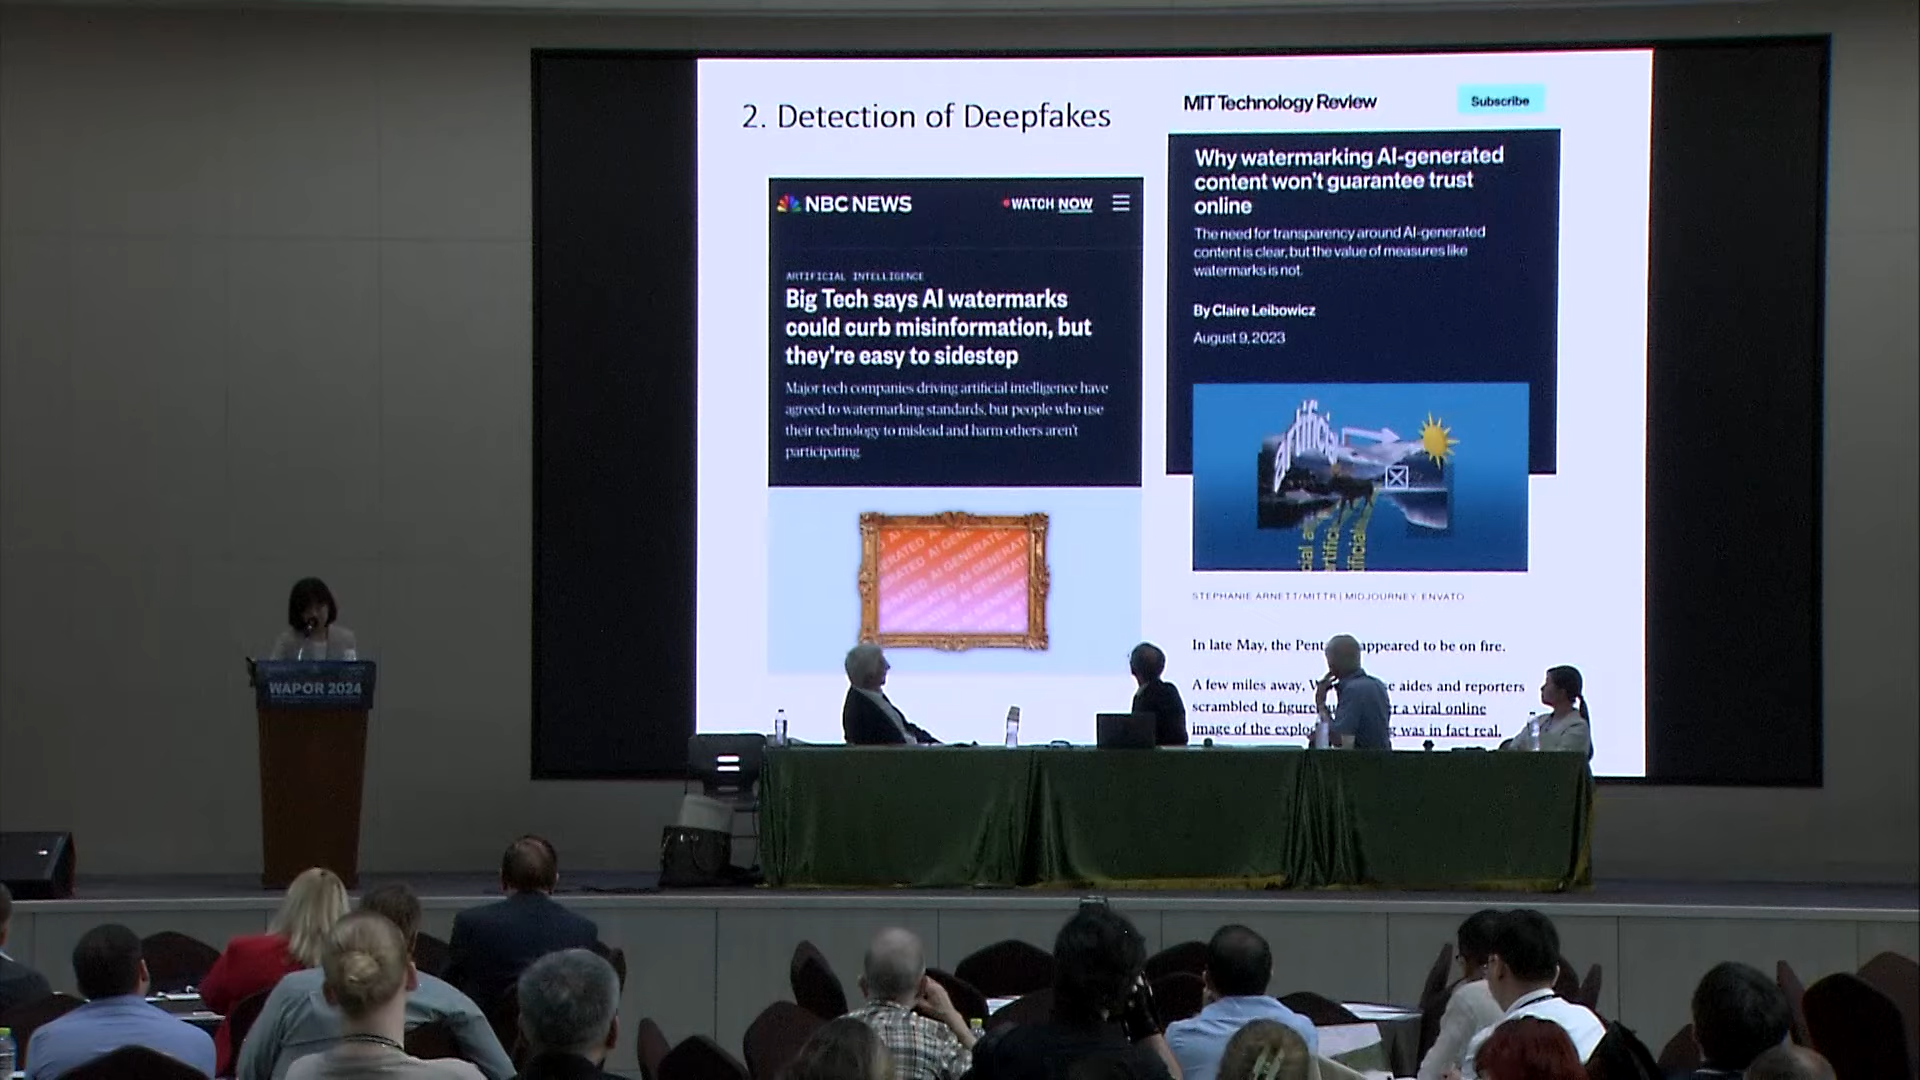 2. Detection of Deepfakes
NBC NEWS
WATCH NOW
ARTIFICIAL INTELLIGENCE
Big Tech says AI watermarks
could curb misinformation, but
they're easy to sidestep
Major tech companies driving artificial intelligence have
agreed to watermarking standards, but people who use
their technology to mislead and harm others aren't
participating.
AI GENERATED
MIT Technology Review
Subscribe
Why watermarking AI-generated
content won't guarantee trust
online
The need for transparency around AI-generated
content is clear, but the value of measures like
watermarks is not.
By Claire Leibowicz
August 9, 2023
artificial
STEPHANIE ARNETT/MITTR | MIDJOURNEY, ENVATO
In late May, the Pent appeared to be on fire.
A few miles away, W e aides and reporters
scrambled to figure r a viral online
image of the explo g was in fact real.
WAPOR 2024